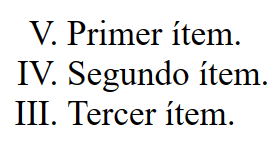 V. Primer ítem.
IV. Segundo ítem.
III. Tercer ítem.